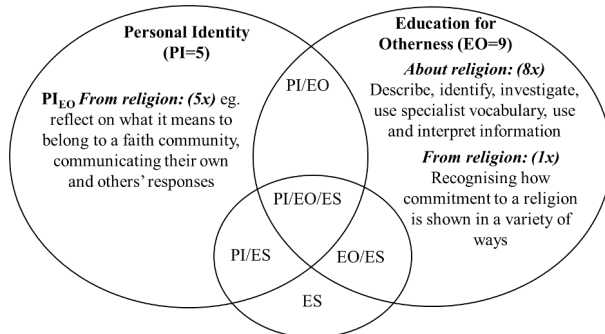 Personal Identity
(PI=5)
PI_EO From religion: (5x) eg.
reflect on what it means to
belong to a faith community,
communicating their own
and others' responses
PI/EO
Education for
Otherness (EO=9)
About religion: (8x)
Describe, identify, investigate,
use specialist vocabulary, use
and interpret information
From religion: (1x)
Recognising how
commitment to a religion
is shown in a variety of
ways
PI/EO/ES
PI/ES
EO/ES
ES